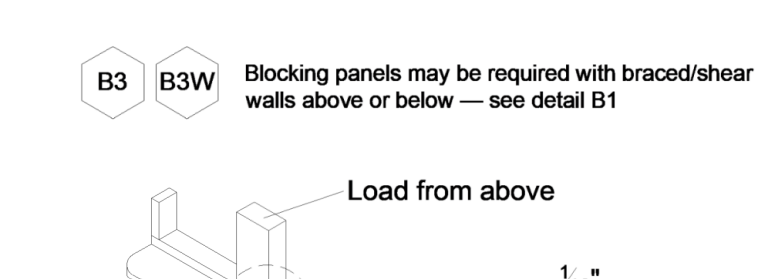 B3 B3W
Blocking panels may be required with braced/shear
walls above or below — see detail B1
Load from above